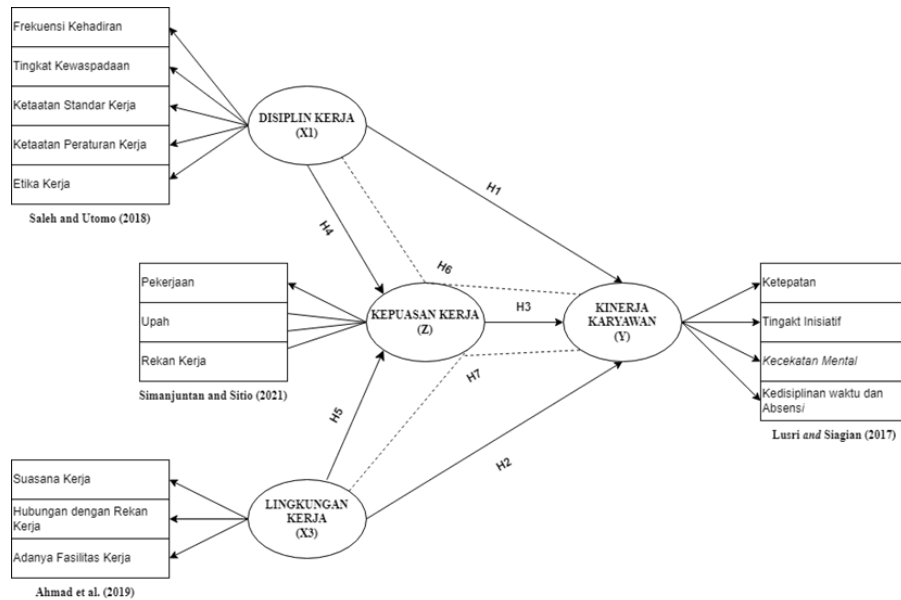 Frekuensi Kehadiran
Tingkat Kewaspadaan
Ketaatan Standar Kerja
Ketaatan Peraturan Kerja
Etika Kerja
Saleh and Utomo (2018)
DISIPLIN KERJA
(X1)
H1
H4
H6
Pekerjaan
Upah
Rekan Kerja
Simanjuntan and Sitio (2021)
KEPUASAN KERJA
(Z)
H3
KINERJA
KARYAWAN
(Y)
Ketepatan
Tingakt Inisiatif
Kecekatan Mental
Kedisiplinan waktu dan
Absensi
Lusri and Siagian (2017)
H7
H5
H2
Suasana Kerja
Hubungan dengan Rekan
Kerja
Adanya Fasilitas Kerja
Ahmad et al. (2019)
LINGKUNGAN
KERJA
(X3)